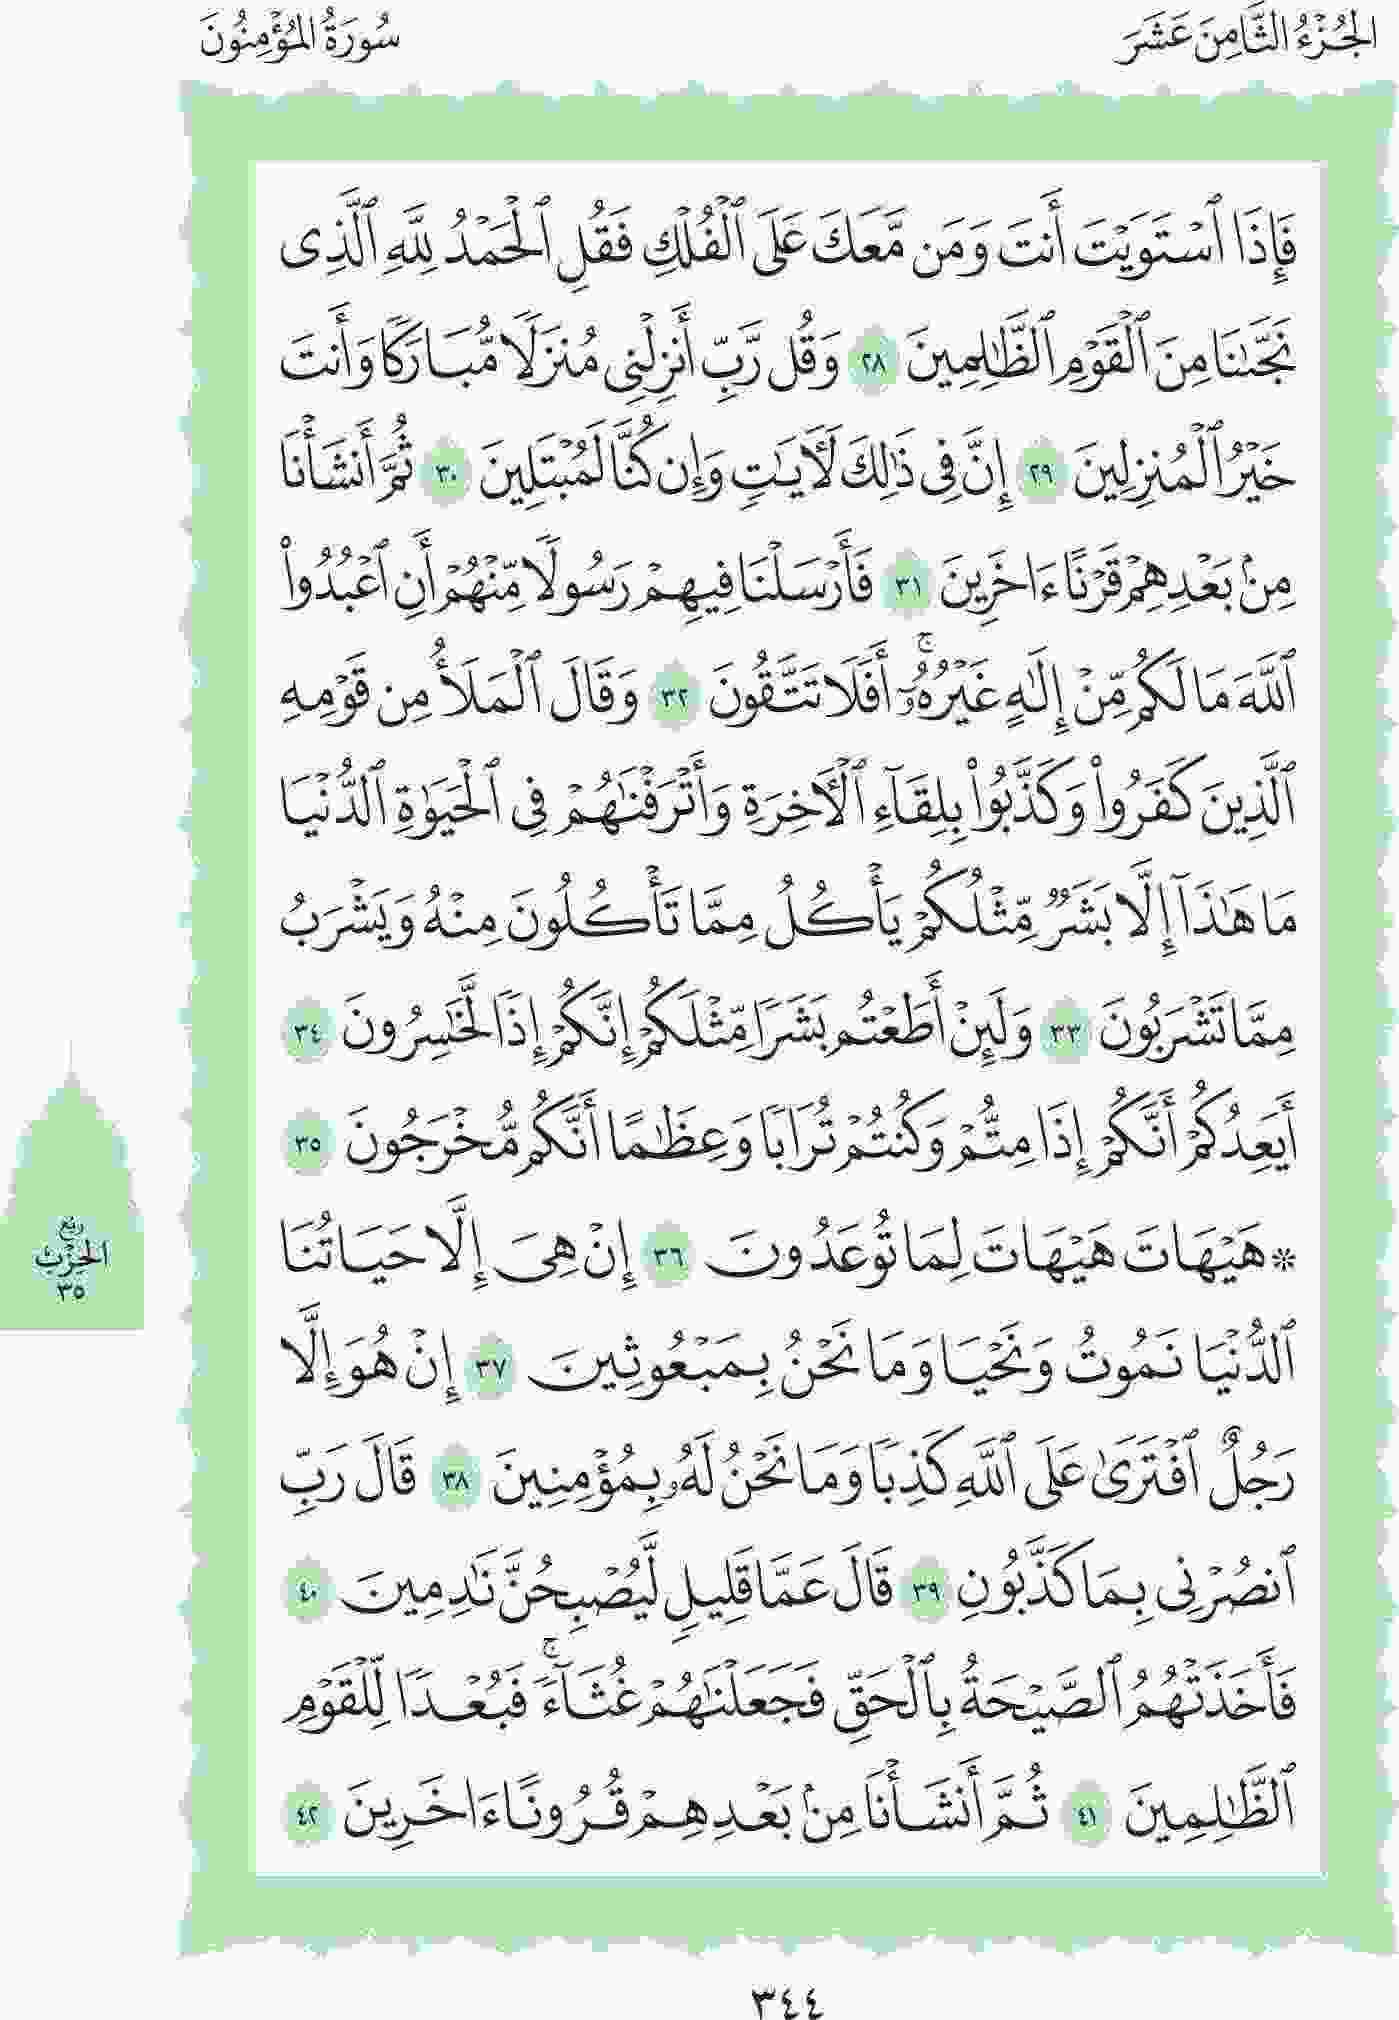 الجُزْءُ الثَّامِنَ عَشَرَ
سُورَةُ المُؤْمِنُونَ
فَإِذَا ٱسْتَوَيْتَ أَنتَ وَمَن مَّعَكَ عَلَى ٱلْفُلْكِ فَقُلِ ٱلْحَمْدُ لِلَّهِ ٱلَّذِى
نَجَّىٰنَا مِنَ ٱلْقَوْمِ ٱلظَّٰلِمِينَ ٢٨ وَقُل رَّبِّ أَنزِلْنِى مُنزَلًا مُّبَارَكًا وَأَنتَ
خَيْرُ ٱلْمُنزِلِينَ ٢٩ إِنَّ فِى ذَٰلِكَ لَـَٔايَـٰتٍ وَإِن كُنَّا لَمُبْتَلِينَ ٣٠ ثُمَّ أَنشَأْنَا
مِنۢ بَعْدِهِمْ قَرْنًا ءَاخَرِينَ ٣١ فَأَرْسَلْنَا فِيهِمْ رَسُولًا مِّنْهُمْ أَنِ ٱعْبُدُوا۟
ٱللَّهَ مَا لَكُم مِّنْ إِلَـٰهٍ غَيْرُهُۥٓ ۚ أَفَلَا تَتَّقُونَ ٣٢ وَقَالَ ٱلْمَلَأُ مِن قَوْمِهِ
ٱلَّذِينَ كَفَرُوا۟ وَكَذَّبُوا۟ بِلِقَآءِ ٱلْـَٔاخِرَةِ وَأَتْرَفْنَـٰهُمْ فِى ٱلْحَيَوٰةِ ٱلدُّنْيَا
مَا هَـٰذَآ إِلَّا بَشَرٌ مِّثْلُكُمْ يَأْكُلُ مِمَّا تَأْكُلُونَ مِنْهُ وَيَشْرَبُ
مِمَّا تَشْرَبُونَ ٣٣ وَلَئِنْ أَطَعْتُم بَشَرًا مِّثْلَكُمْ إِنَّكُمْ إِذًا لَّخَـٰسِرُونَ ٣٤
أَيَعِدُكُمْ أَنَّكُمْ إِذَا مِتُّمْ وَكُنتُمْ تُرَابًا وَعِظَـٰمًا أَنَّكُم مُّخْرَجُونَ ٣٥
۞ هَيْهَاتَ هَيْهَاتَ لِمَا تُوعَدُونَ ٣٦ إِنْ هِىَ إِلَّا حَيَاتُنَا
ٱلدُّنْيَا نَمُوتُ وَنَحْيَا وَمَا نَحْنُ بِمَبْعُوثِينَ ٣٧ إِنْ هُوَ إِلَّا
رَجُلٌ ٱفْتَرَىٰ عَلَى ٱللَّهِ كَذِبًا وَمَا نَحْنُ لَهُۥ بِمُؤْمِنِينَ ٣٨ قَالَ رَبِّ
ٱنصُرْنِى بِمَا كَذَّبُونِ ٣٩ قَالَ عَمَّا قَلِيلٍ لَّيُصْبِحُنَّ نَـٰدِمِينَ ٤٠
فَأَخَذَتْهُمُ ٱلصَّيْحَةُ بِٱلْحَقِّ فَجَعَلْنَـٰهُمْ غُثَآءً ۚ فَبُعْدًا لِّلْقَوْمِ
ٱلظَّـٰلِمِينَ ٤١ ثُمَّ أَنشَأْنَا مِنۢ بَعْدِهِمْ قُرُونًا ءَاخَرِينَ ٤٢
رُبْع
الحِزْب
٣٥
٣٤٤